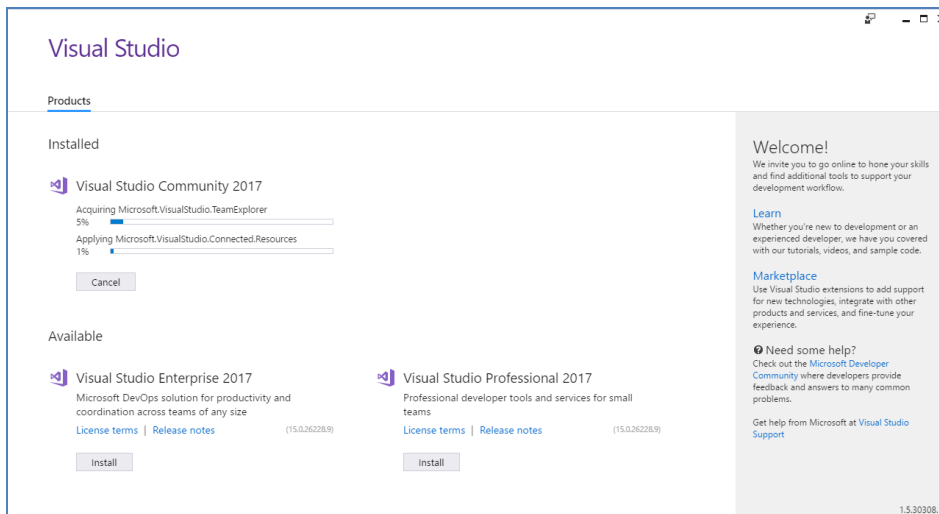 Visual Studio
Products
Installed
Visual Studio Community 2017
Acquiring Microsoft.VisualStudio.TeamExplorer
5%
Applying Microsoft.VisualStudio.Connected.Resources
1%
Cancel
Available
Visual Studio Enterprise 2017
Microsoft DevOps solution for productivity and
coordination across teams of any size
License terms | Release notes (15.0.26228.9)
Install
Visual Studio Professional 2017
Professional developer tools and services for small
teams
License terms | Release notes (15.0.26228.9)
Install
Welcome!
We invite you to go online to hone your skills
and find additional tools to support your
development workflow.
Learn
Whether you're new to development or an
experienced developer, we have you covered
with our tutorials, videos, and sample code.
Marketplace
Use Visual Studio extensions to add support
for new technologies, integrate with other
products and services, and fine-tune your
experience.
Need some help?
Check out the Microsoft Developer
Community where developers provide
feedback and answers to many common
problems.
Get help from Microsoft at Visual Studio
Support
1.5.30308.